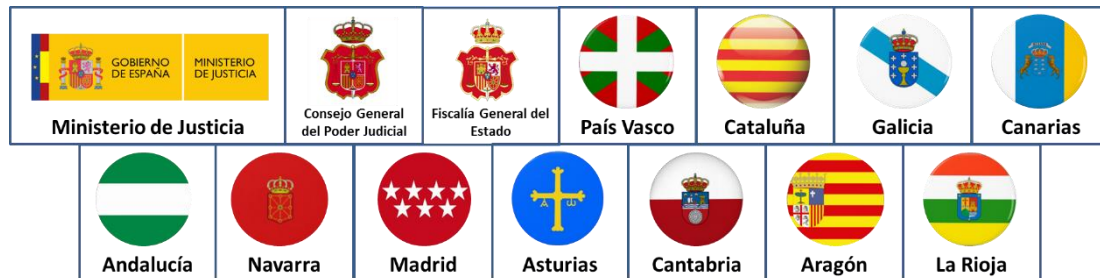 GOBIERNO
DE ESPAÑA
MINISTERIO
DE JUSTICIA
Ministerio de Justicia
Consejo General
del Poder Judicial
Fiscalía General del
Estado
País Vasco
Cataluña
Galicia
Canarias
Andalucía
Navarra
Madrid
Asturias
Cantabria
Aragón
La Rioja